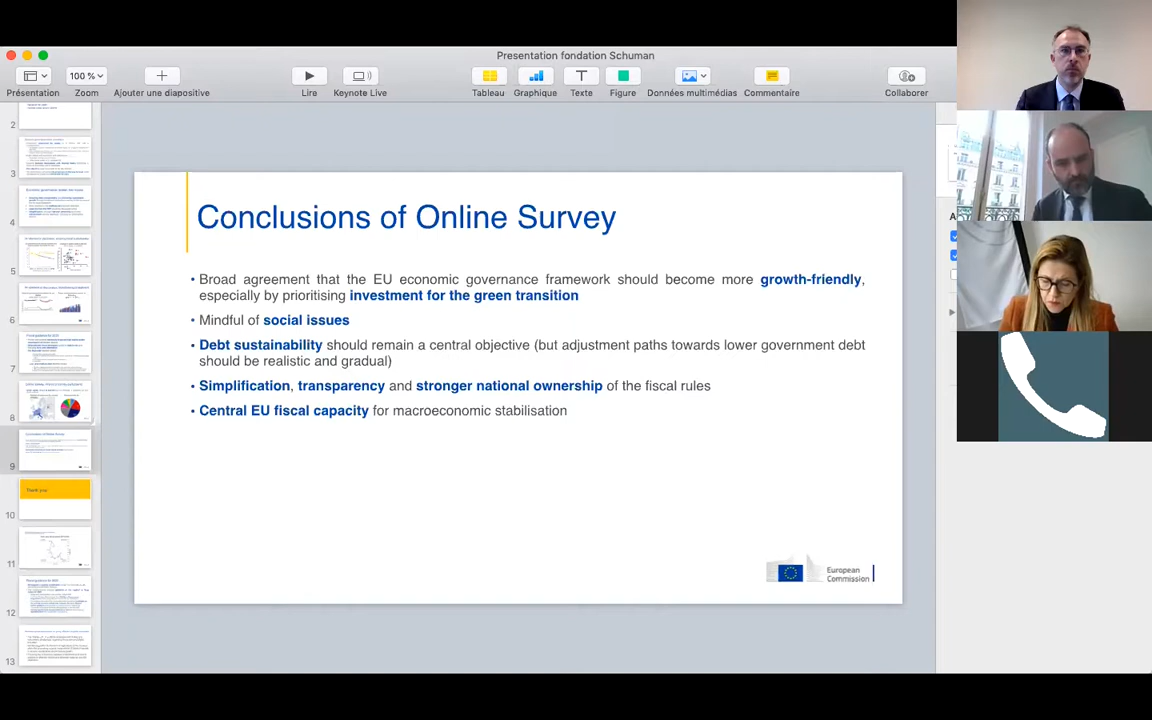 Presentation fondation Schuman
100 %
Présentation
Zoom
Ajouter une diapositive
Lire
Keynote Live
Tableau
Graphique
Texte
Figure
Données multimédias
Commentaire
Collaborer
2
3
4
5
6
7
8
9
10
11
12
13
Thank you
Conclusions of Online Survey
• Broad agreement that the EU economic governance framework should become more growth-friendly,
especially by prioritising investment for the green transition
• Mindful of social issues
• Debt sustainability should remain a central objective (but adjustment paths towards lower government debt
should be realistic and gradual)
• Simplification, transparency and stronger national ownership of the fiscal rules
• Central EU fiscal capacity for macroeconomic stabilisation
European
Commission